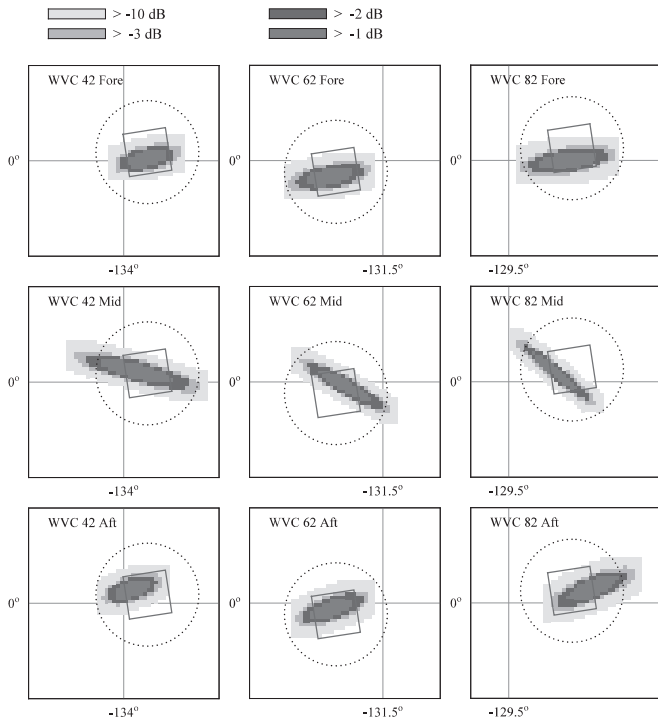 > -10 dB > -2 dB
> -3 dB > -1 dB
WVC 42 Fore WVC 62 Fore WVC 82 Fore
0° 0° 0°
-134° -131.5° -129.5°
WVC 42 Mid WVC 62 Mid WVC 82 Mid
0° 0° 0°
-134° -131.5° -129.5°
WVC 42 Aft WVC 62 Aft WVC 82 Aft
0° 0° 0°
-134° -131.5° -129.5°